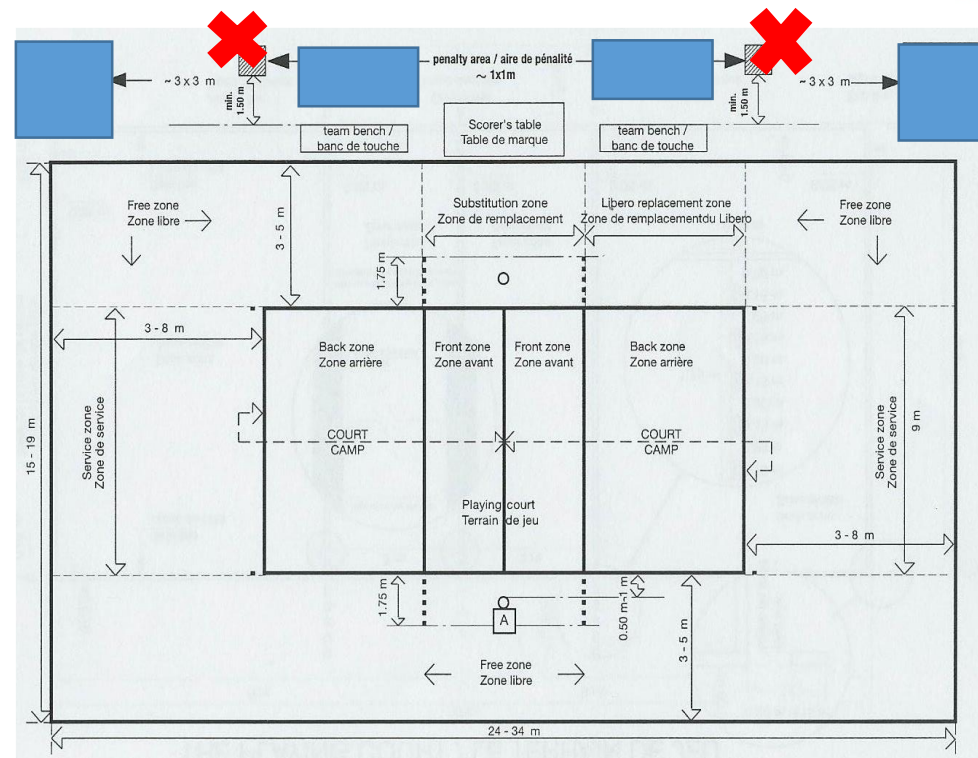 penalty area / aire de pénalité
~ 1x1m
~ 3 x 3 m
min.
1.50 m
min.
1.50 m
~ 3 x 3 m
team bench /
banc de touche
Scorer's table
Table de marque
team bench /
banc de touche
Free zone
Zone libre
3 - 5 m
Substitution zone
Zone de remplacement
Libero replacement zone
Zone de remplacementdu Libero
Free zone
Zone libre
1.75 m
3 - 8 m
Back zone
Zone arrière
Front zone
Zone avant
Front zone
Zone avant
Back zone
Zone arrière
15 - 19 m
Service zone
Zone de service
COURT
CAMP
COURT
CAMP
Service zone
Zone de service
9 m
Playing court
Terrain de jeu
3 - 8 m
1.75 m
A
0.50 m-1 m
3 - 5 m
Free zone
Zone libre
24 - 34 m